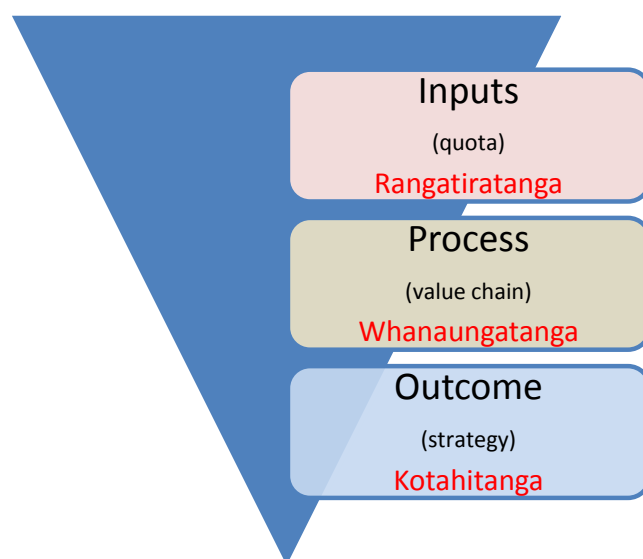 Inputs
(quota)
Rangatiratanga
Process
(value chain)
Whanaungatanga
Outcome
(strategy)
Kotahitanga